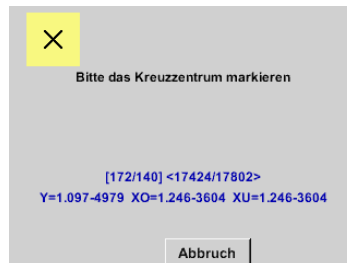 Bitte das Kreuzzentrum markieren
[172/140] <17424/17802>
Y=1.097-4979 XO=1.246-3604 XU=1.246-3604
Abbruch